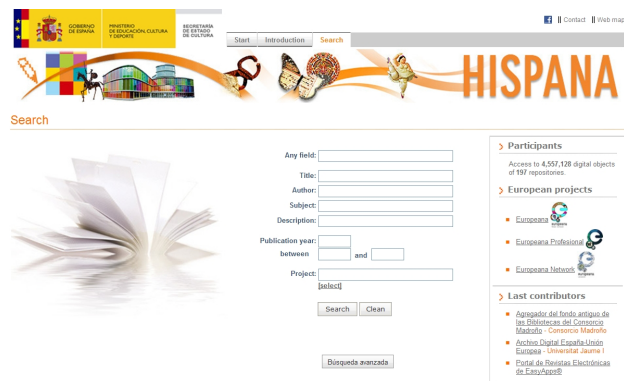 GOBIERNO
DE ESPAÑA
MINISTERIO
DE EDUCACIÓN, CULTURA
Y DEPORTE
SECRETARÍA
DE ESTADO
DE CULTURA
|| Contact || Web map
Start Introduction Search
HISPANA
Search
Any field:
Title:
Author:
Subject:
Description:
Publication year:
between and
Project:
[select]
Search Clean
Búsqueda avanzada
Participants
Access to 4,557,128 digital objects
of 197 repositories.
European projects
Europeana
Europeana Profesional
Europeana Network
Last contributors
Agregador del fondo antiguo de
las Bibliotecas del Consorcio
Madroño - Consorcio Madroño
Archivo Digital España-Unión
Europea - Universitat Jaume I
Portal de Revistas Electrónicas
de EasyApps®